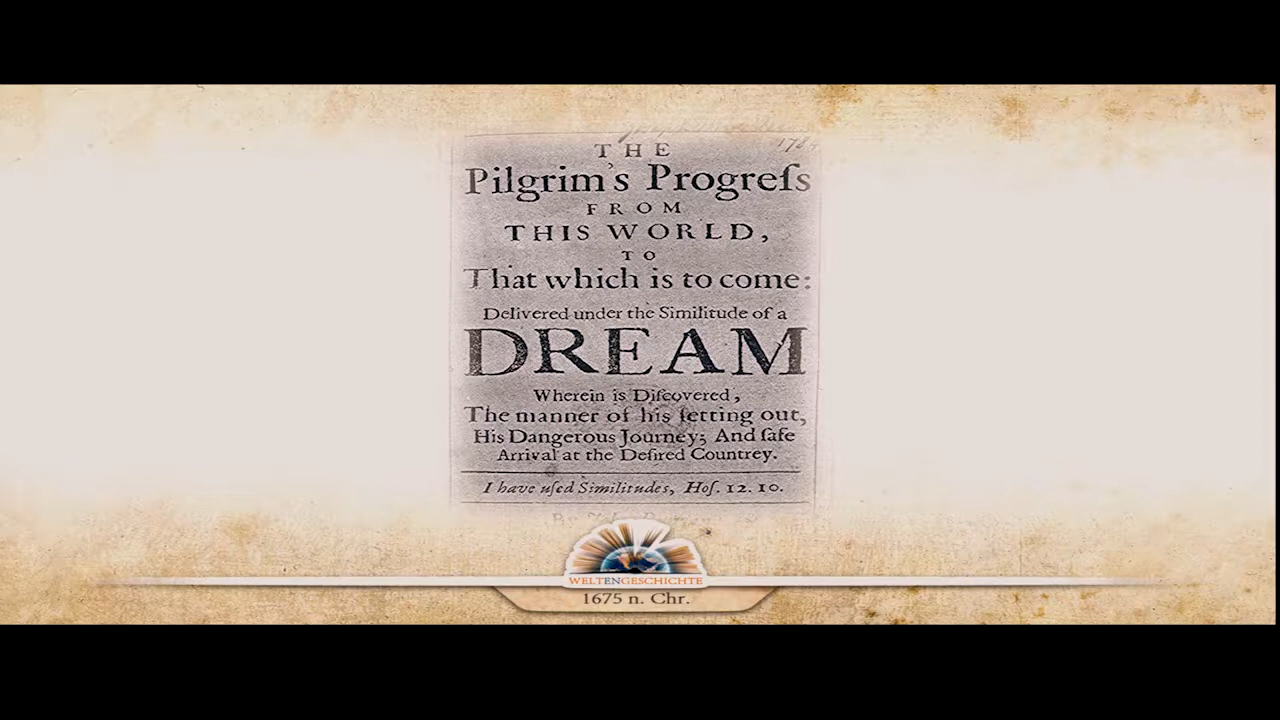 THE
Pilgrim's Progreſs
FROM
THIS WORLD,
TO
That which is to come:
Delivered under the Similitude of a
DREAM
Wherein is Diſcovered,
The manner of his ſetting out,
His Dangerous Journey; And ſafe
Arrival at the Deſired Countrey.
I have uſed Similitudes, Hoſ. 12. 10.
WELTENGESCHICHTE
1675 n. Chr.